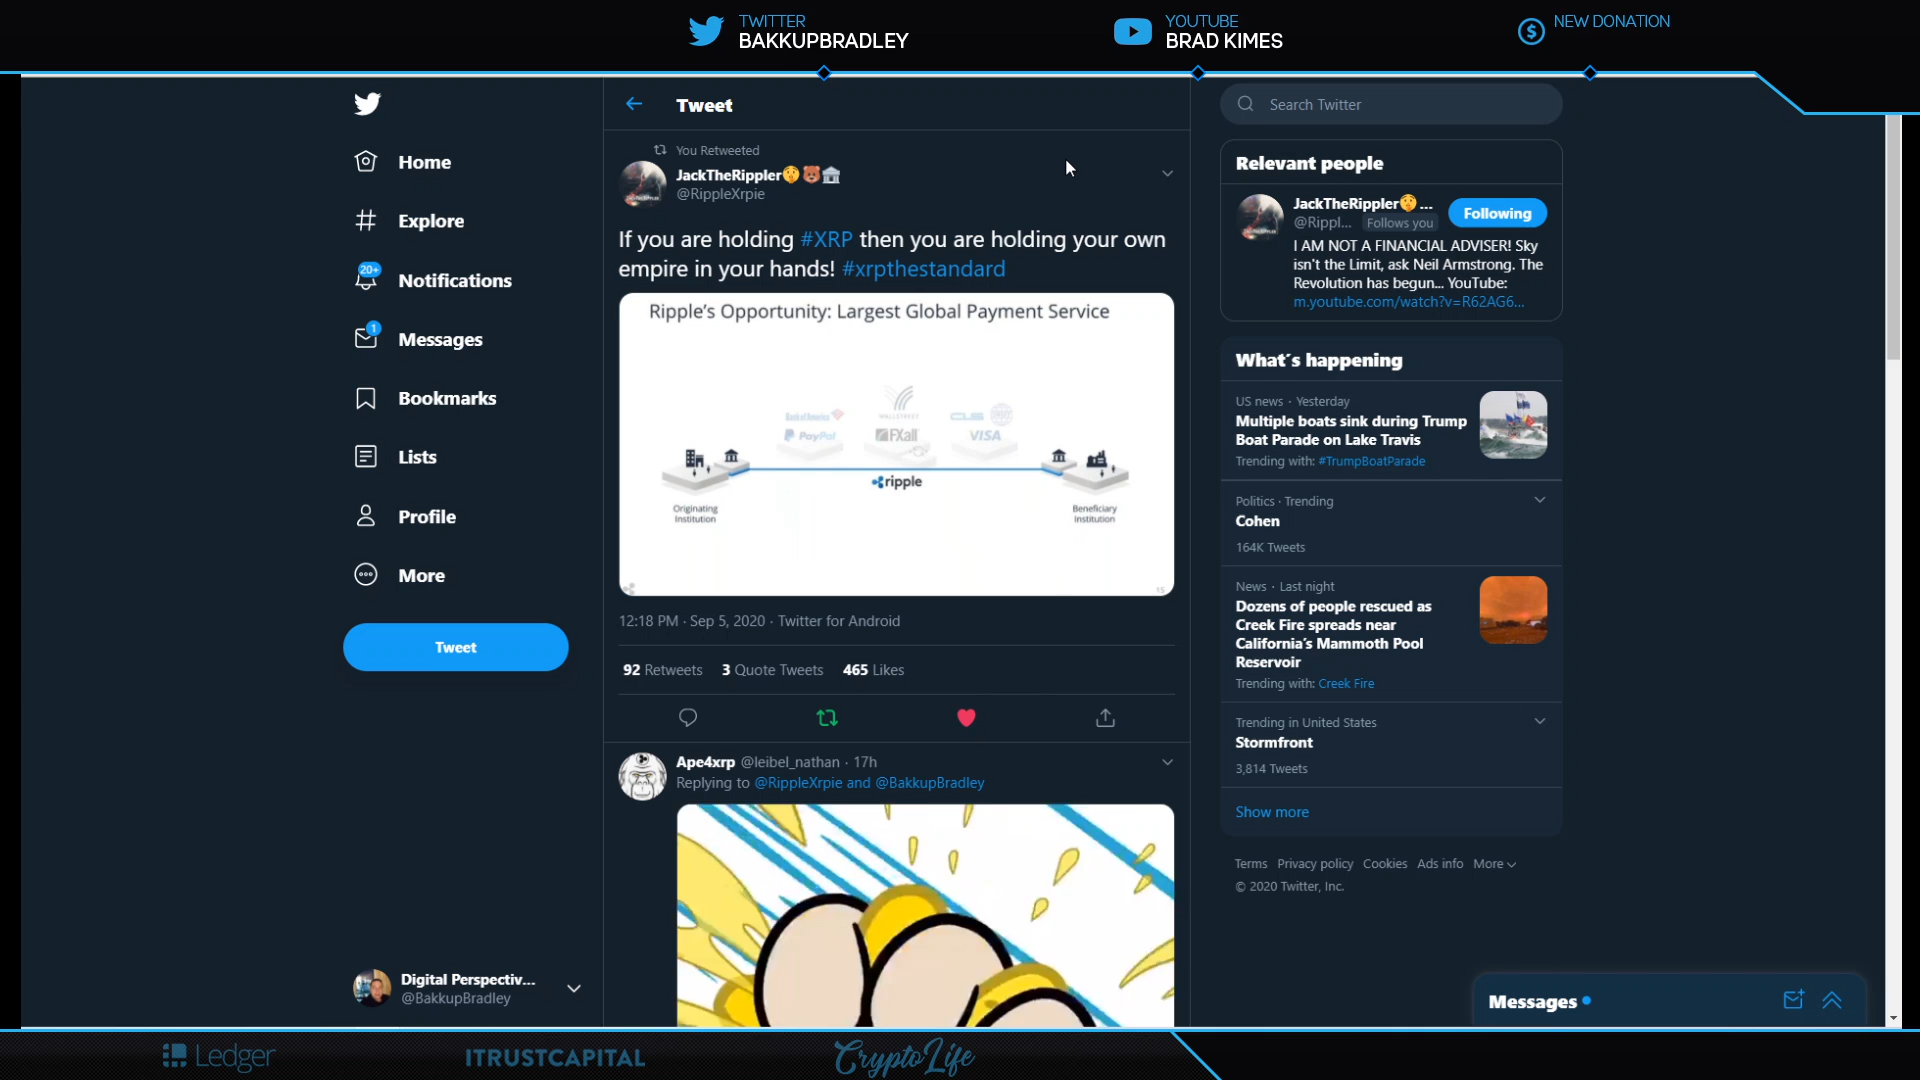 TWITTER
BAKKUPBRADLEY
YOUTUBE
BRAD KIMES
NEW DONATION
Home
Explore
20+
Notifications
1
Messages
Bookmarks
Lists
Profile
More
Tweet
Digital Perspectiv...
@BakkupBradley
Tweet
You Retweeted
JackTheRippler
@RippleXrpie
If you are holding #XRP then you are holding your own
empire in your hands! #xrpthestandard
Ripple's Opportunity: Largest Global Payment Service
Bank of America
WALLSTREET
CLS
PayPal
FXall
VISA
ripple
Originating
Institution
Beneficiary
Institution
15
12:18 PM · Sep 5, 2020 · Twitter for Android
92 Retweets 3 Quote Tweets 465 Likes
Ape4xrp @leibel_nathan · 17h
Replying to @RippleXrpie and @BakkupBradley
Search Twitter
Relevant people
JackTheRippler ...
@Rippl... Follows you
Following
I AM NOT A FINANCIAL ADVISER! Sky
isn't the Limit, ask Neil Armstrong. The
Revolution has begun... YouTube:
m.youtube.com/watch?v=R62AG6...
What's happening
US news · Yesterday
Multiple boats sink during Trump
Boat Parade on Lake Travis
Trending with: #TrumpBoatParade
Politics · Trending
Cohen
164K Tweets
News · Last night
Dozens of people rescued as
Creek Fire spreads near
California's Mammoth Pool
Reservoir
Trending with: Creek Fire
Trending in United States
Stormfront
3,814 Tweets
Show more
Terms Privacy policy Cookies Ads info More
© 2020 Twitter, Inc.
Messages
Ledger
ITRUSTCAPITAL
CryptoLife